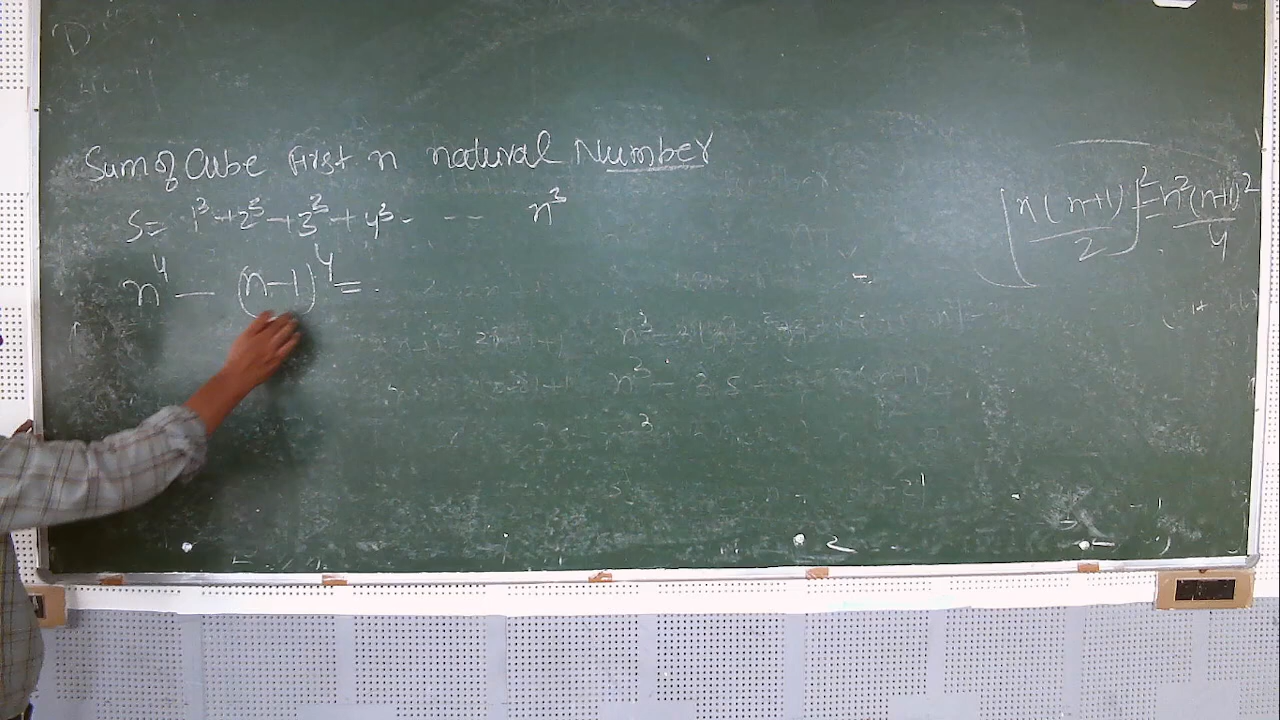 Sum of Cube First n natural Number
S = 1³ + 2³ + 3³ + 4³ - - - n³
n⁴ - (n-1)⁴ =
[n(n+1)/2]² = n²(n+1)²/4